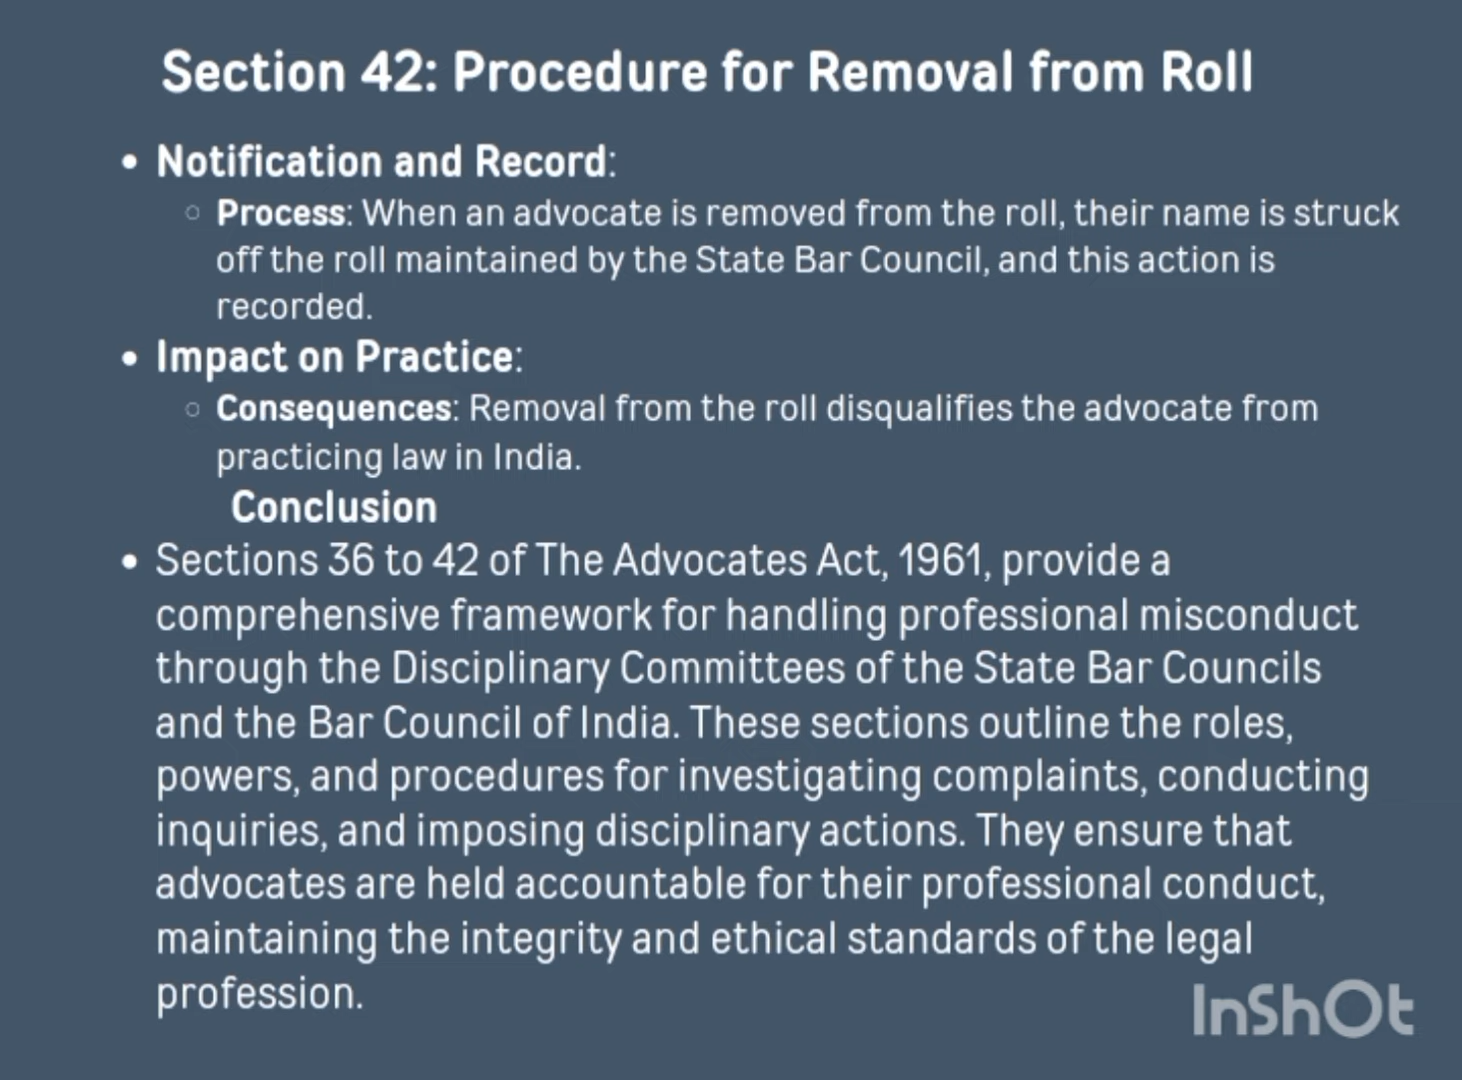 Section 42: Procedure for Removal from Roll
• Notification and Record:
○ Process: When an advocate is removed from the roll, their name is struck
off the roll maintained by the State Bar Council, and this action is
recorded.
• Impact on Practice:
○ Consequences: Removal from the roll disqualifies the advocate from
practicing law in India.
Conclusion
• Sections 36 to 42 of The Advocates Act, 1961, provide a
comprehensive framework for handling professional misconduct
through the Disciplinary Committees of the State Bar Councils
and the Bar Council of India. These sections outline the roles,
powers, and procedures for investigating complaints, conducting
inquiries, and imposing disciplinary actions. They ensure that
advocates are held accountable for their professional conduct,
maintaining the integrity and ethical standards of the legal
profession.
InShOt